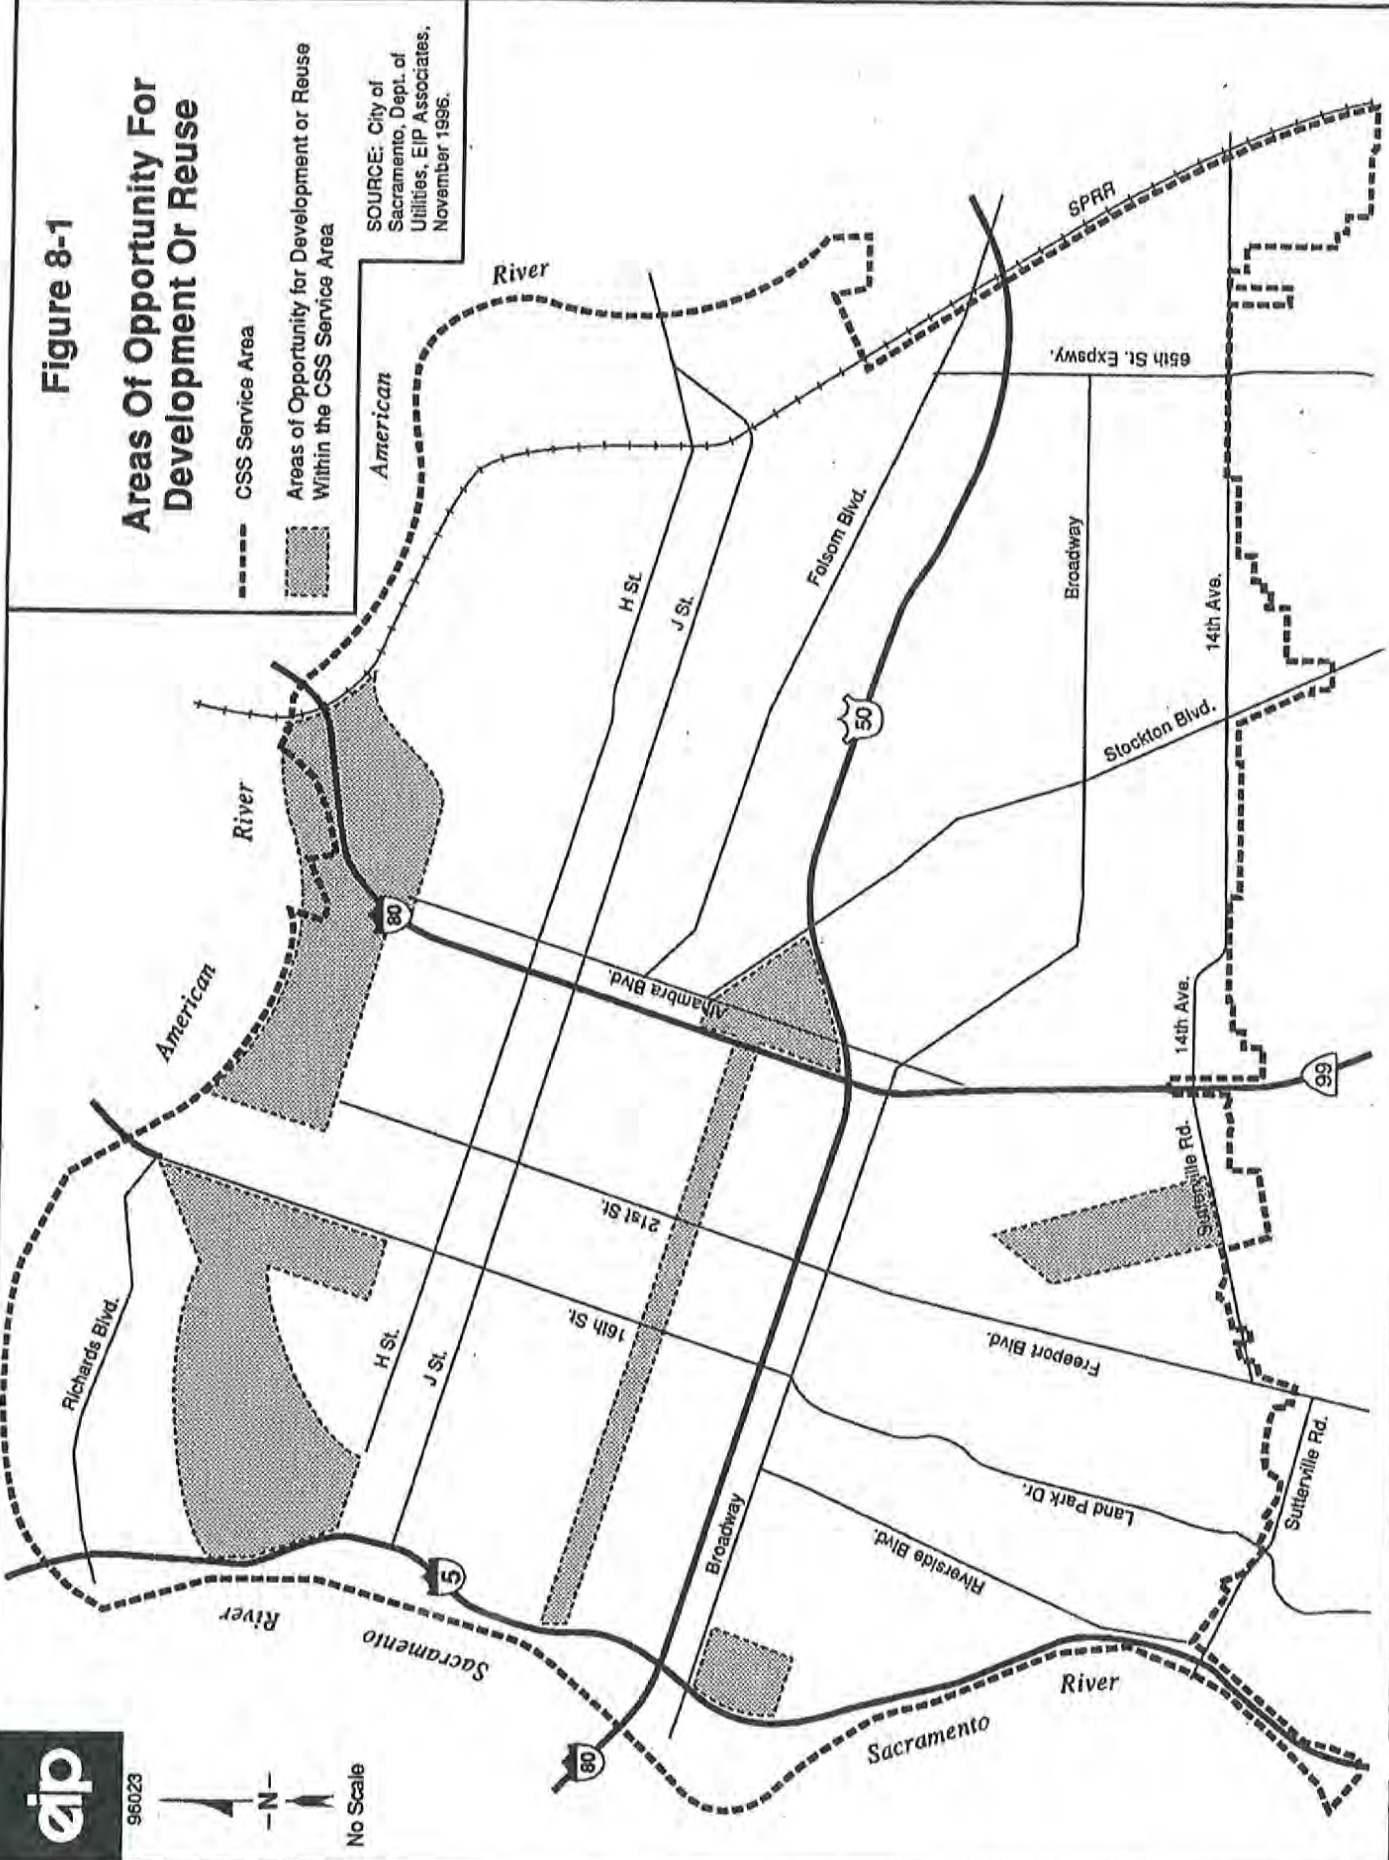 Figure 8-1
Areas Of Opportunity For
Development Or Reuse
CSS Service Area
Areas of Opportunity for Development or Reuse
Within the CSS Service Area
SOURCE: City of
Sacramento, Dept. of
Utilities, EIP Associates,
November 1996.
eip
96023
-N-
No Scale
Richards Blvd.
American
River
American
River
River
Sacramento
H St.
J St.
H St.
J St.
5
80
80
16th St.
21st St.
Alhambra Blvd.
Folsom Blvd.
50
SPRR
65th St. Expwy.
Broadway
Broadway
Stockton Blvd.
14th Ave.
14th Ave.
99
Sutterville Rd.
Freeport Blvd.
Land Park Dr.
Riverside Blvd.
Sutterville Rd.
Sacramento
River